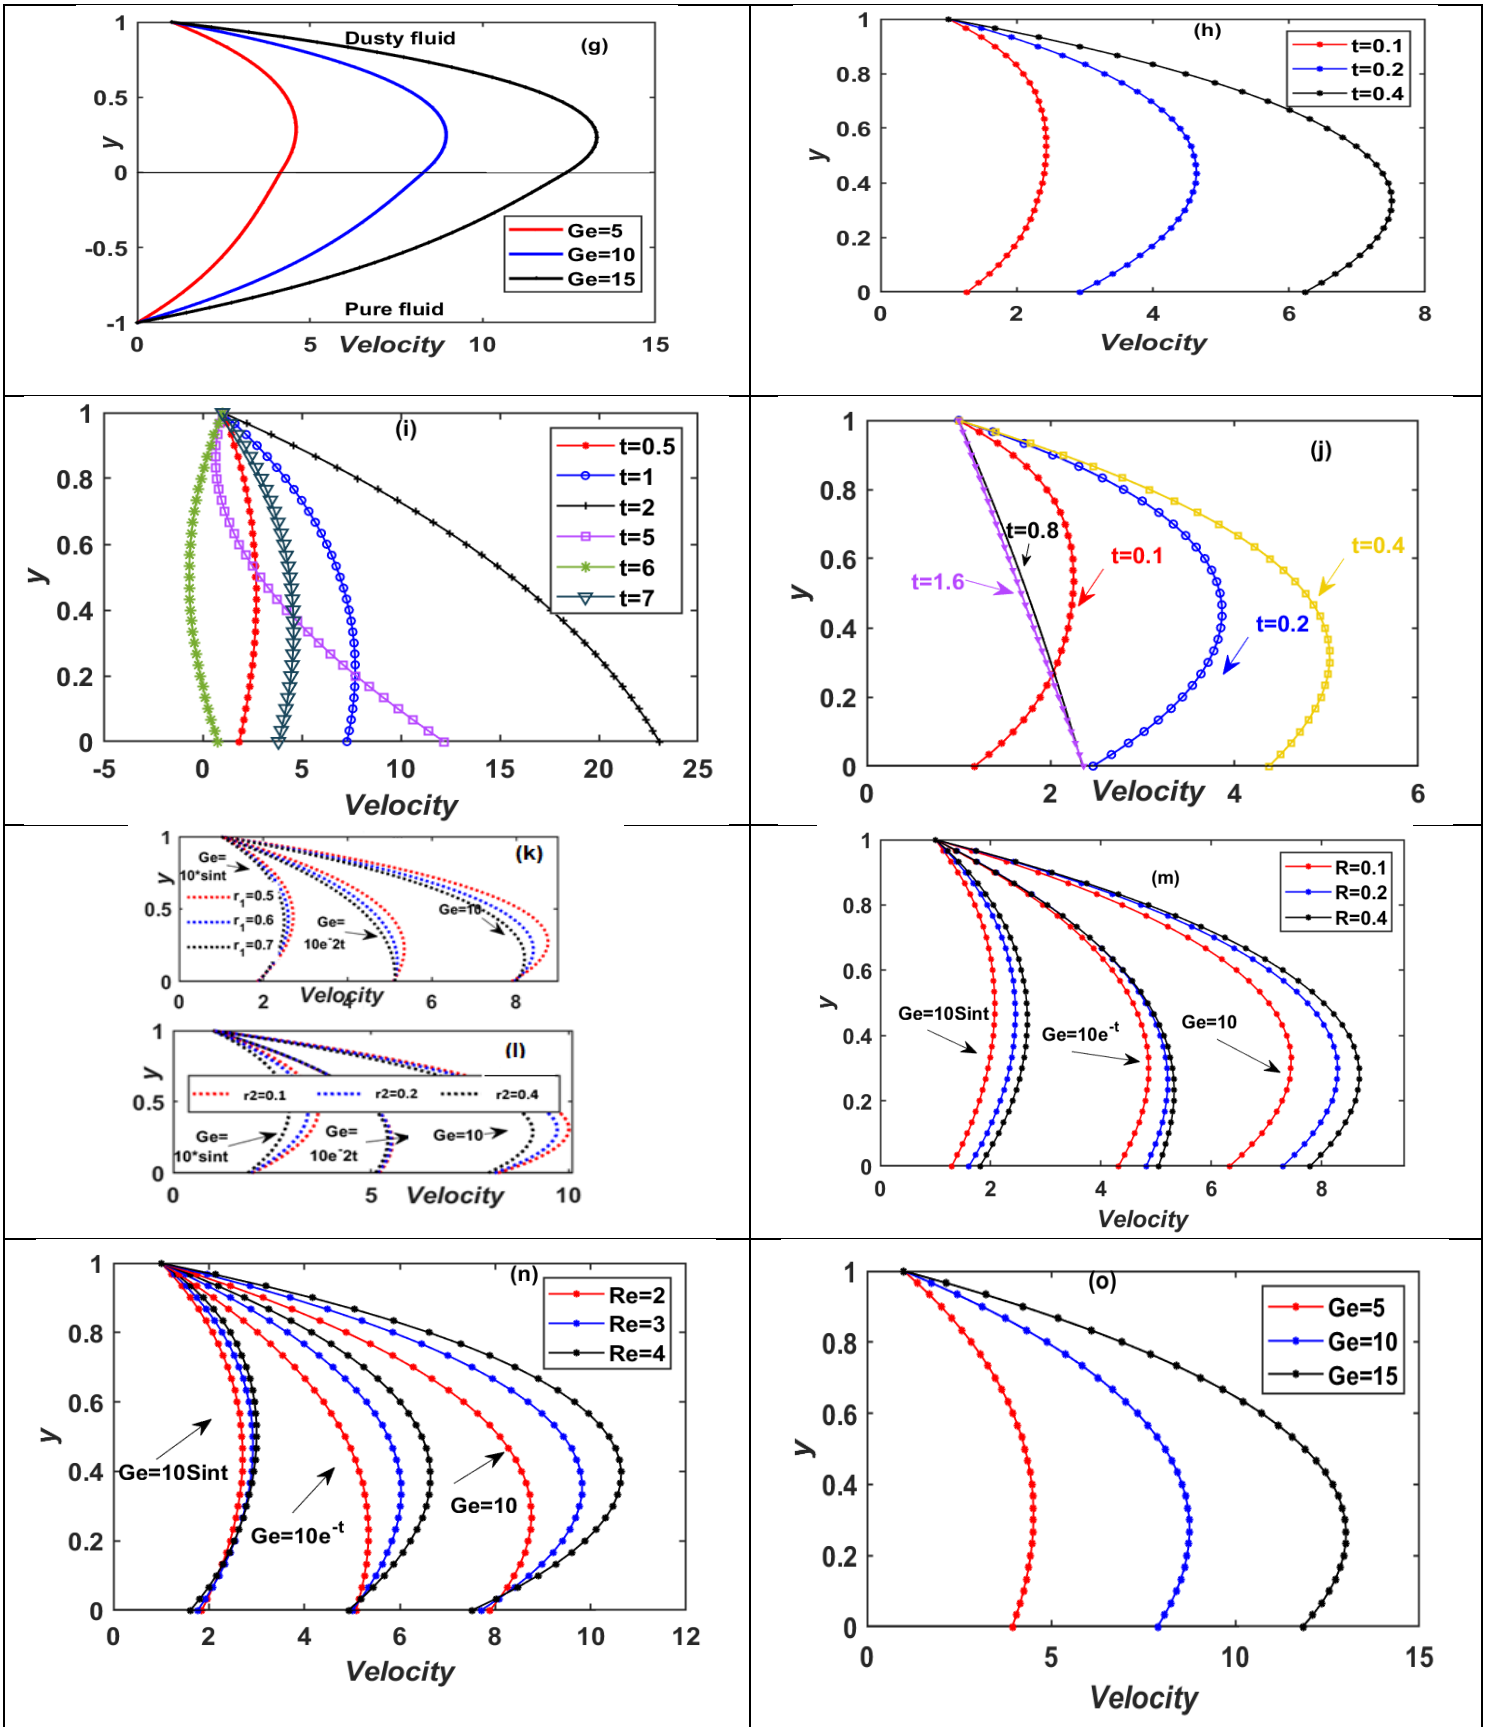 (g)
Dusty fluid
1
0.5
0
-0.5
-1
y
Ge=5
Ge=10
Ge=15
Pure fluid
0 5 10 15
Velocity
(h)
t=0.1
t=0.2
t=0.4
1
0.8
0.6
0.4
0.2
0
y
0 2 4 6 8
Velocity
(i)
t=0.5
t=1
t=2
t=5
t=6
t=7
1
0.8
0.6
0.4
0.2
0
y
-5 0 5 10 15 20 25
Velocity
(j)
1
0.8
0.6
0.4
0.2
0
y
t=0.8
t=0.4
t=0.1
t=1.6
t=0.2
0 2 4 6
Velocity
(k)
1
0.5
0
y
Ge=
10*sint
r1=0.5
r1=0.6
r1=0.7
Ge=
10e^-2t
Ge=10
0 2 4 6 8
Velocity
(l)
1
0.5
0
y
r2=0.1 r2=0.2 r2=0.4
Ge=
10*sint
Ge=
10e^-2t
Ge=10
0 5 10
Velocity
(m)
R=0.1
R=0.2
R=0.4
1
0.8
0.6
0.4
0.2
0
y
Ge=10Sint
Ge=10e-t
Ge=10
0 2 4 6 8
Velocity
(n)
Re=2
Re=3
Re=4
1
0.8
0.6
0.4
0.2
0
y
Ge=10Sint
Ge=10e-t
Ge=10
0 2 4 6 8 10 12
Velocity
(o)
Ge=5
Ge=10
Ge=15
1
0.8
0.6
0.4
0.2
0
y
0 5 10 15
Velocity